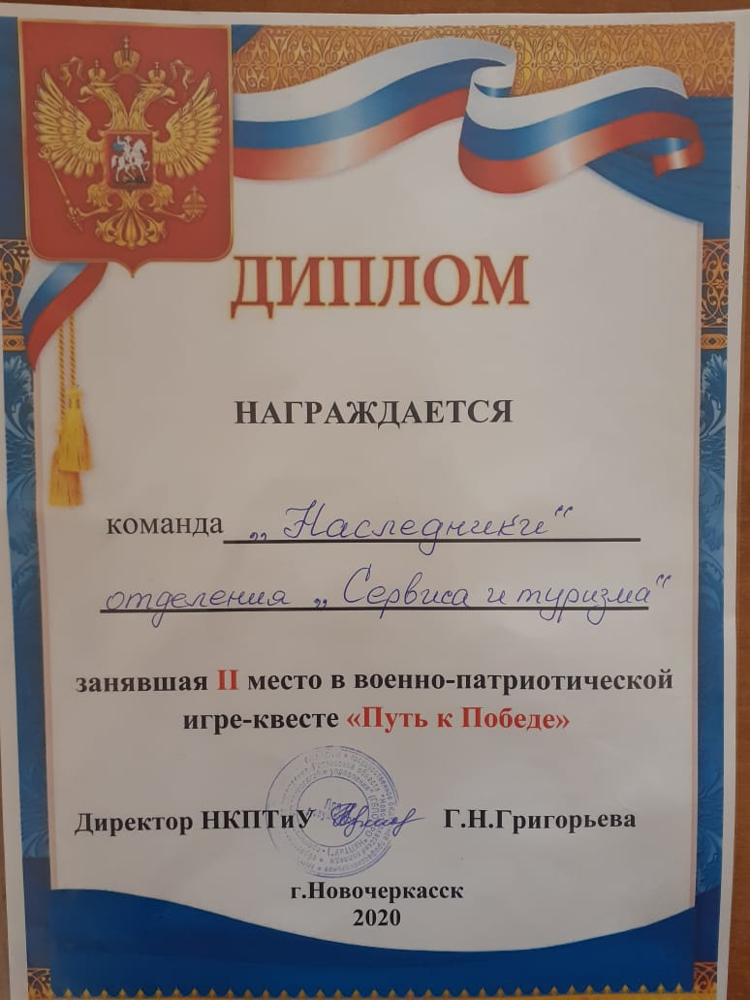 ДИПЛОМ
НАГРАЖДАЕТСЯ
команда „Наследники“
отделения „Сервиса и туризма“
занявшая II место в военно-патриотической
игре-квесте «Путь к Победе»
Директор НКПТиУ Г.Н.Григорьева
г.Новочеркасск
2020